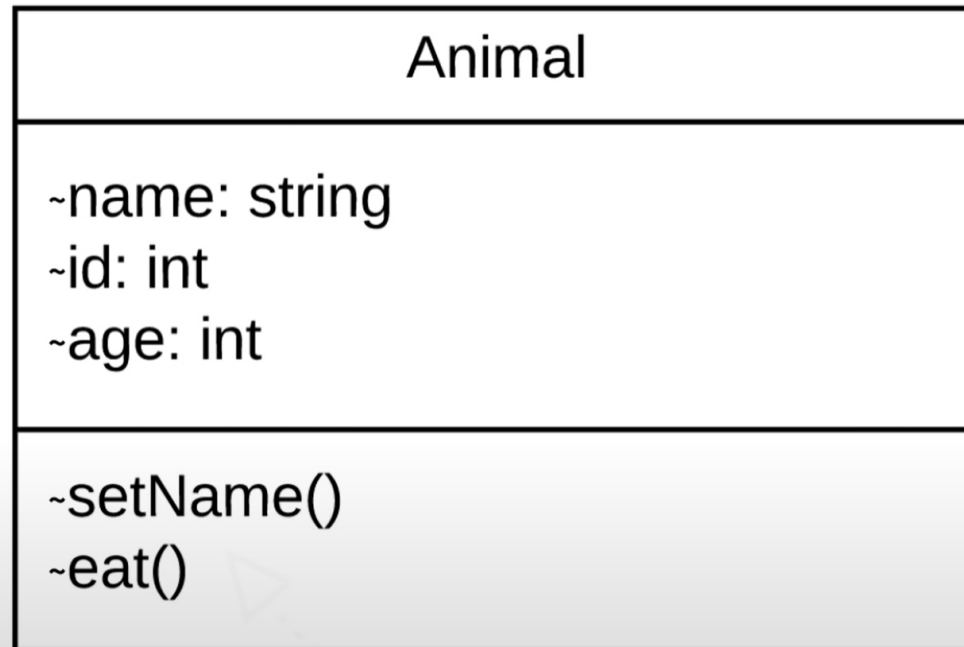 Animal
~name: string
~id: int
~age: int
~setName()
~eat()